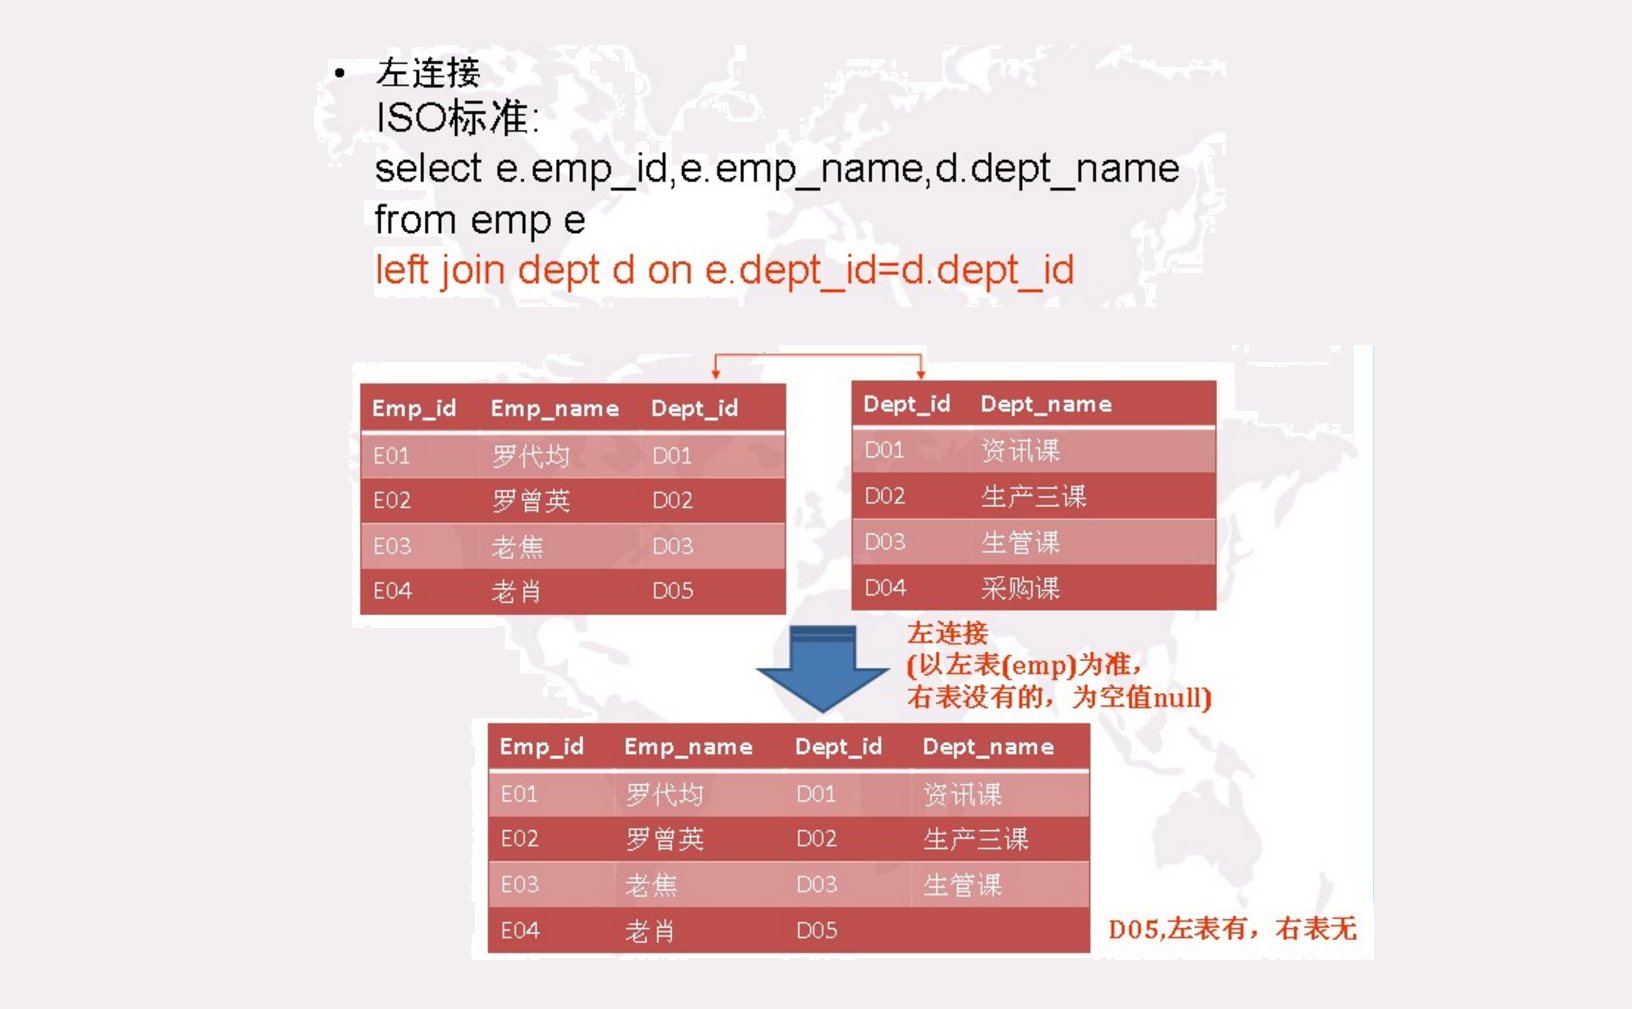 • 左连接
ISO标准:
select e.emp_id,e.emp_name,d.dept_name
from emp e
left join dept d on e.dept_id=d.dept_id
Emp_id Emp_name Dept_id
E01 罗代均 D01
E02 罗曾英 D02
E03 老焦 D03
E04 老肖 D05
Dept_id Dept_name
D01 资讯课
D02 生产三课
D03 生管课
D04 采购课
左连接
(以左表(emp)为准，
右表没有的，为空值null)
Emp_id Emp_name Dept_id Dept_name
E01 罗代均 D01 资讯课
E02 罗曾英 D02 生产三课
E03 老焦 D03 生管课
E04 老肖 D05
D05,左表有，右表无